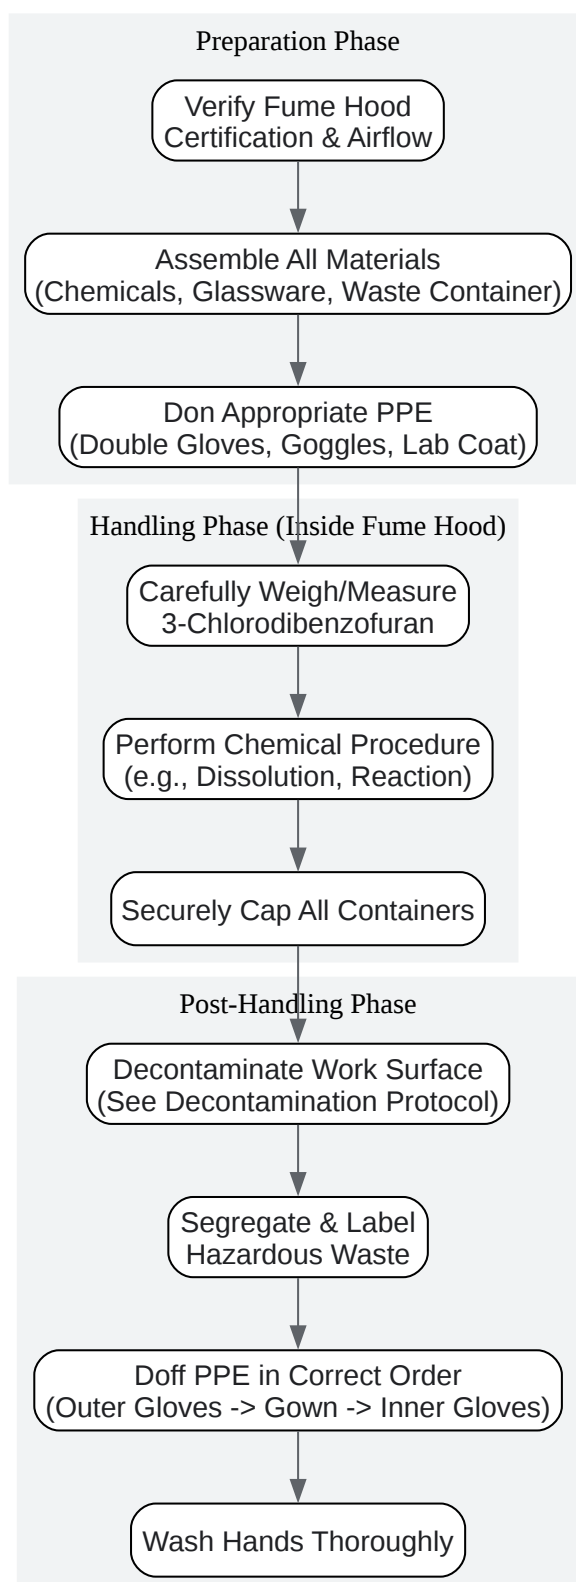 Preparation Phase
Verify Fume Hood
Certification & Airflow
Assemble All Materials
(Chemicals, Glassware, Waste Container)
Don Appropriate PPE
(Double Gloves, Goggles, Lab Coat)
Handling Phase (Inside Fume Hood)
Carefully Weigh/Measure
3-Chlorodibenzofuran
Perform Chemical Procedure
(e.g., Dissolution, Reaction)
Securely Cap All Containers
Post-Handling Phase
Decontaminate Work Surface
(See Decontamination Protocol)
Segregate & Label
Hazardous Waste
Doff PPE in Correct Order
(Outer Gloves -> Gown -> Inner Gloves)
Wash Hands Thoroughly